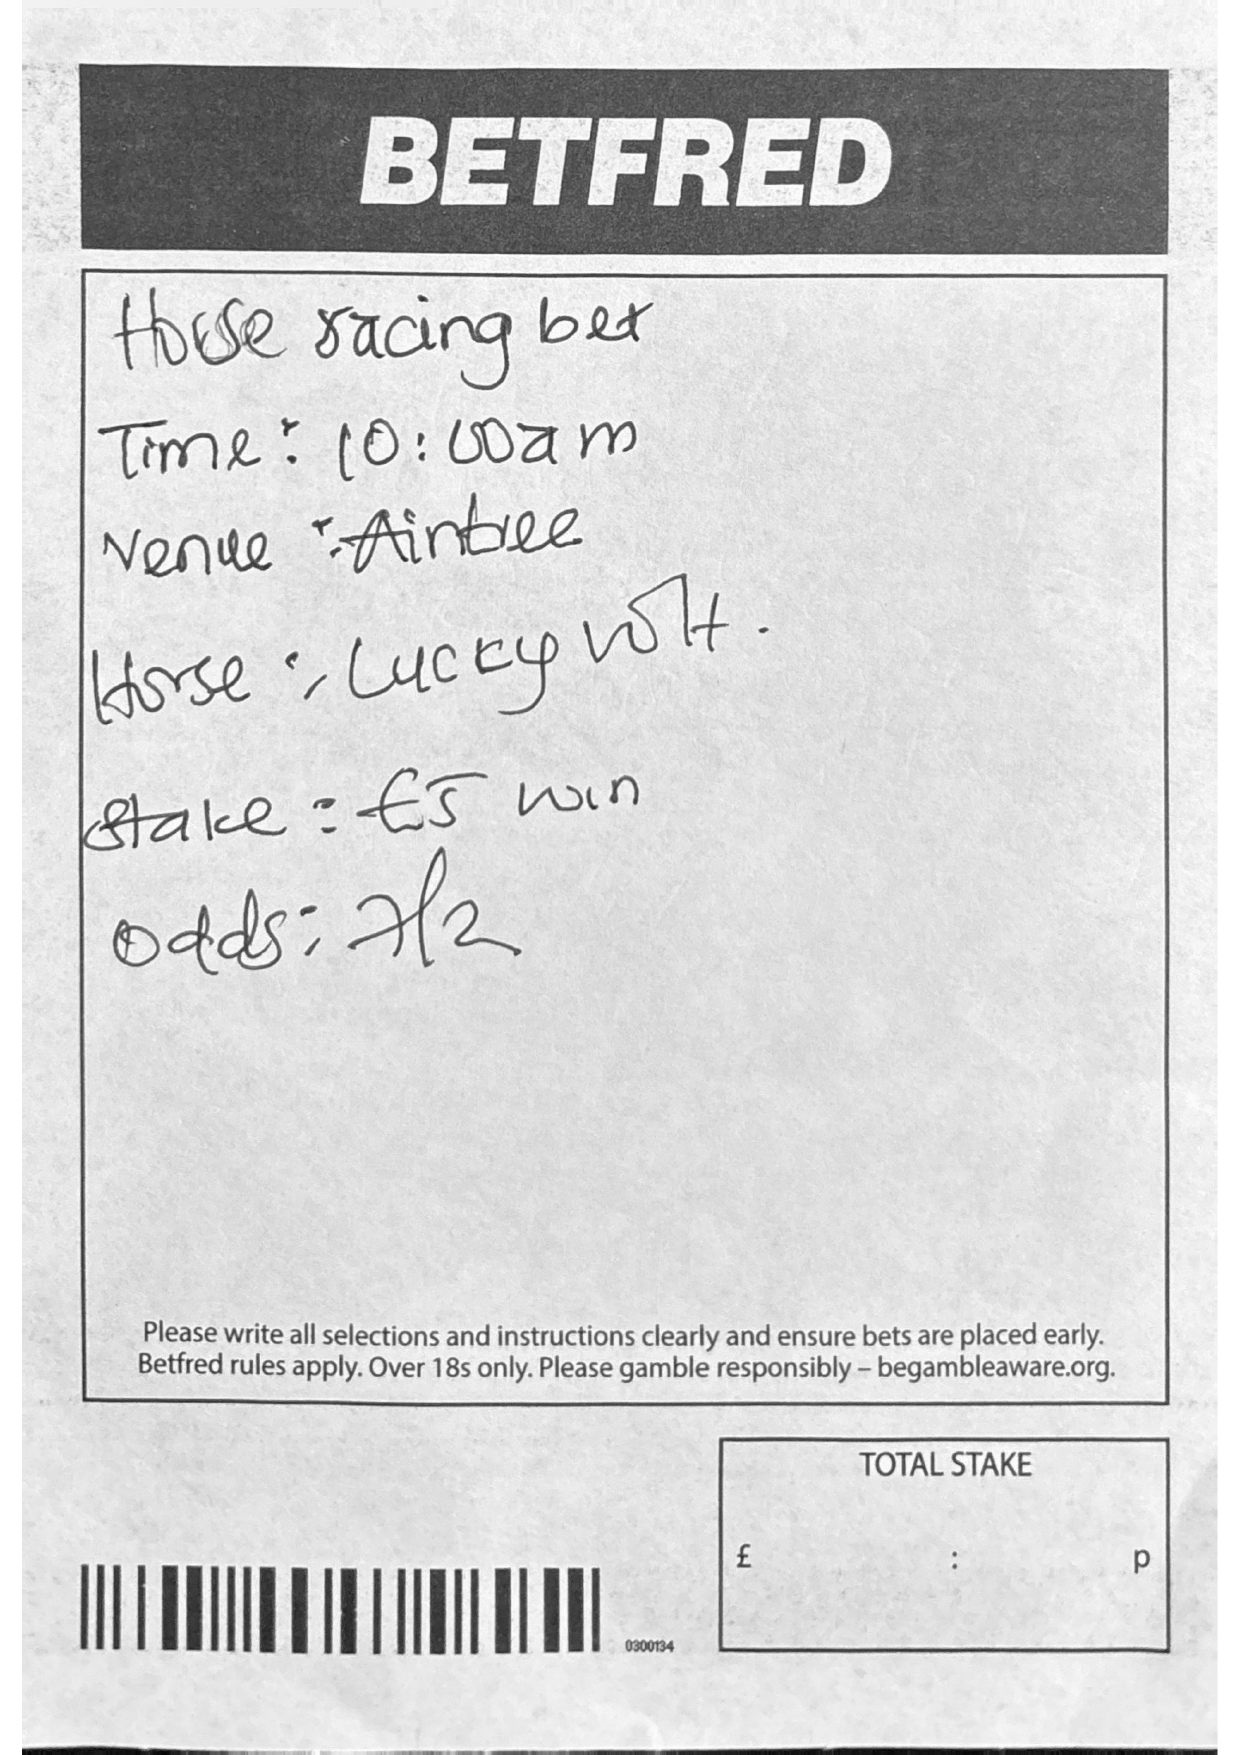 BETFRED
Horse racing bet
Time: 10:00am
Venue: Aintree
Horse: Lucky Volt.
Stake: £5 win
Odds: 7/2
Please write all selections and instructions clearly and ensure bets are placed early.
Betfred rules apply. Over 18s only. Please gamble responsibly – begambleaware.org.
TOTAL STAKE
£ : p
0300134